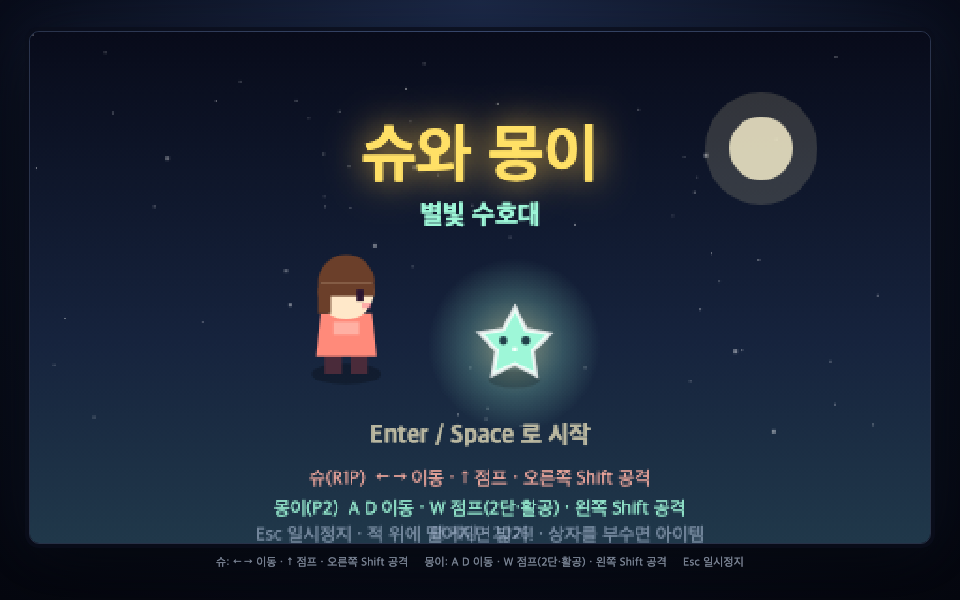 슈와 몽이
별빛 수호대
Enter / Space 로 시작
슈(R1P) ←→ 이동 · ↑ 점프 · 오른쪽 Shift 공격
몽이(P2) A D 이동 · W 점프(2단·활공) · 왼쪽 Shift 공격
Esc 일시정지 · 적 위에 · 상자를 부수면 아이템
슈: ←→ 이동 · ↑ 점프 · 오른쪽 Shift 공격 몽이: A D 이동 · W 점프(2단·활공) · 왼쪽 Shift 공격 Esc 일시정지